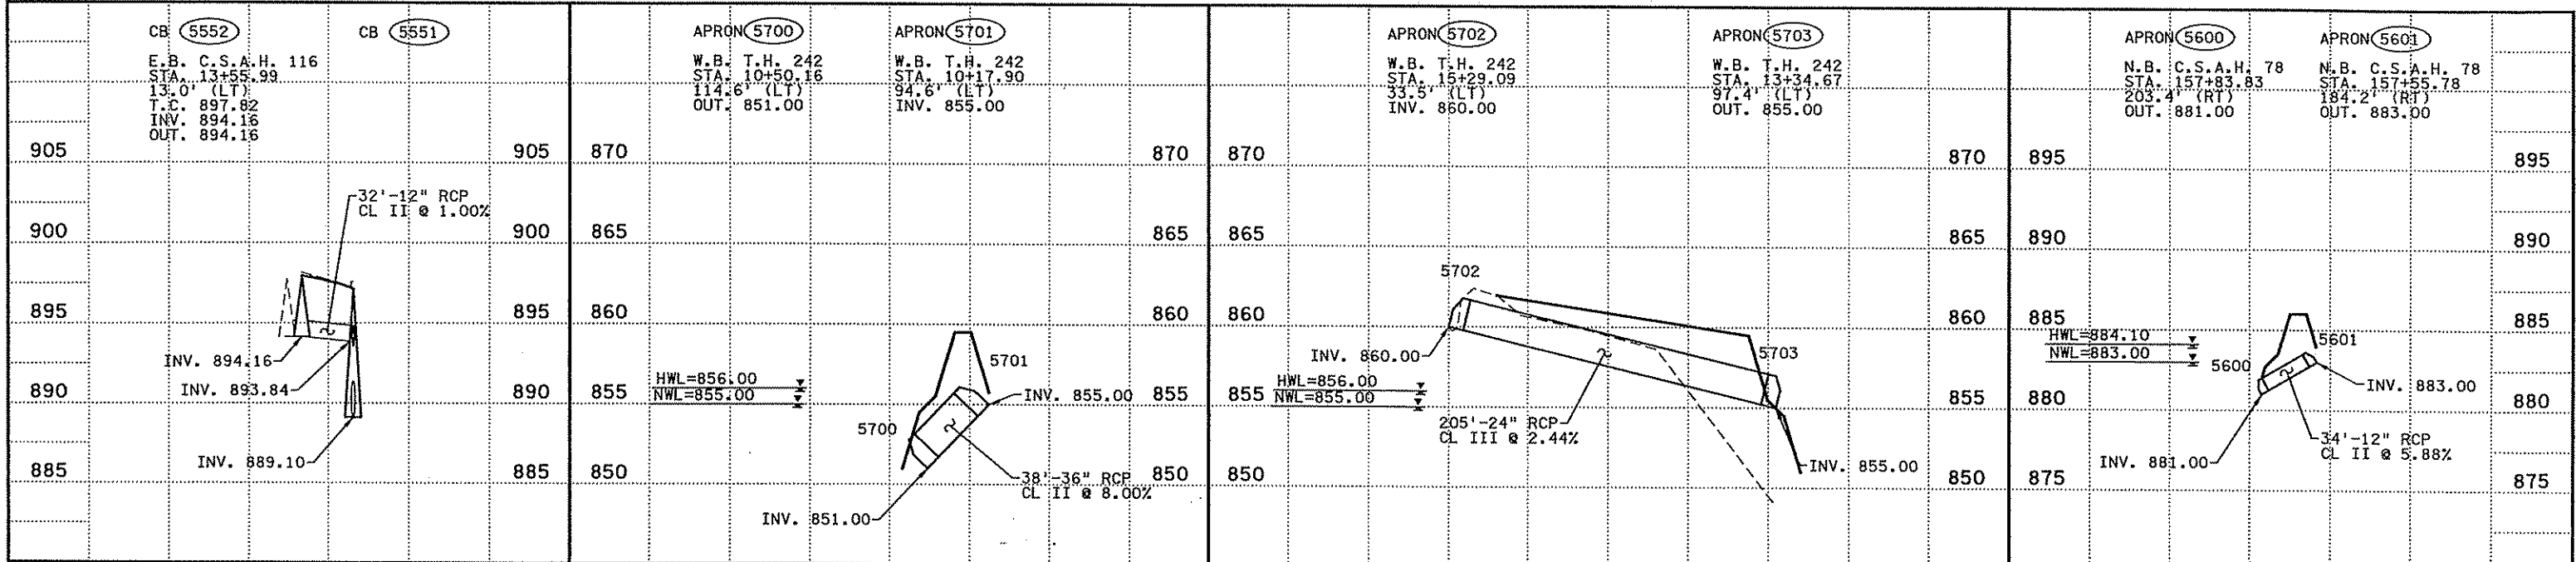 CB 5552
E.B. C.S.A.H. 116
STA. 13+55.99
13.0' (LT)
T.C. 897.82
INV. 894.16
OUT. 894.16
CB 5551
905
905
900
900
895
895
890
890
885
885
32'-12" RCP
CL II @ 1.00%
INV. 894.16
INV. 893.84
INV. 889.10
APRON 5700
W.B. T.H. 242
STA. 10+50.16
114.6' (LT)
OUT. 851.00
APRON 5701
W.B. T.H. 242
STA. 10+17.90
94.6' (LT)
INV. 855.00
870
870
865
865
860
855
855
850
850
HWL=856.00
NWL=855.00
5701
INV. 855.00
5700
38'-36" RCP
CL II @ 8.00%
INV. 851.00
APRON 5702
W.B. T.H. 242
STA. 15+29.09
33.5' (LT)
INV. 860.00
APRON 5703
W.B. T.H. 242
STA. 13+34.67
97.4' (LT)
OUT. 855.00
870
870
865
865
860
860
860
855
855
850
850
5702
INV. 860.00
5703
HWL=856.00
NWL=855.00
205'-24" RCP
CL III @ 2.44%
INV. 855.00
APRON 5600
N.B. C.S.A.H. 78
STA. 157+83.83
203.4' (RT)
OUT. 881.00
APRON 5601
N.B. C.S.A.H. 78
STA. 157+55.78
184.2' (RT)
OUT. 883.00
895
895
890
890
885
885
880
880
875
875
HWL=884.10
NWL=883.00
5601
5600
INV. 883.00
34'-12" RCP
CL II @ 5.88%
INV. 881.00